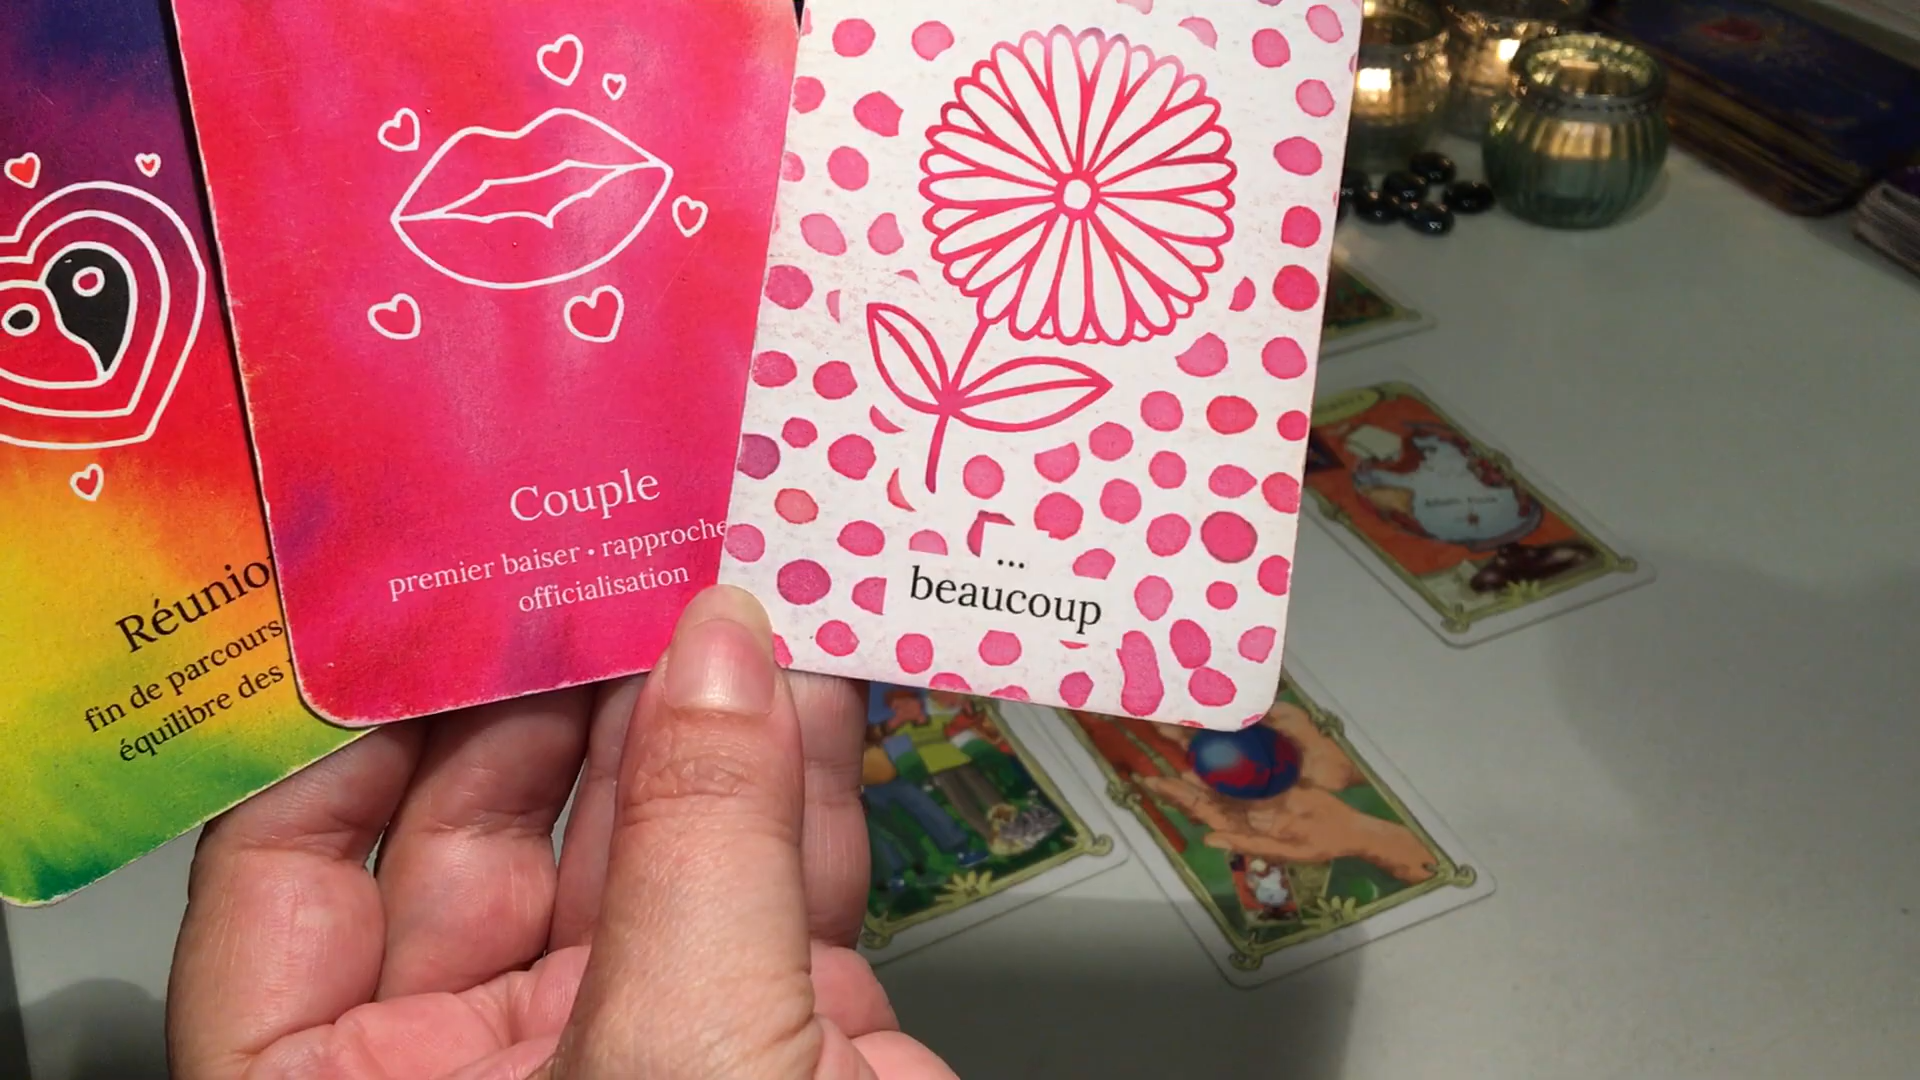 Réunio
fin de parcours
équilibre des
Couple
premier baiser • rapproche
officialisation
...
beaucoup